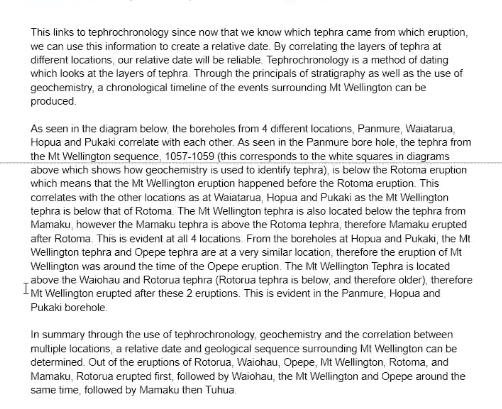 This links to tephrochronology since now that we know which tephra came from which eruption,
we can use this information to create a relative date. By correlating the layers of tephra at
different locations, our relative date will be reliable. Tephrochronology is a method of dating
which looks at the layers of tephra. Through the principals of stratigraphy as well as the use of
geochemistry, a chronological timeline of the events surrounding Mt Wellington can be
produced.
As seen in the diagram below, the boreholes from 4 different locations, Panmure, Waiatarua,
Hopua and Pukaki correlate with each other. As seen in the Panmure bore hole, the tephra from
the Mt Wellington sequence, 1057-1059 (this corresponds to the white squares in diagrams
above which shows how geochemistry is used to identify tephra), is below the Rotoma eruption
which means that the Mt Wellington eruption happened before the Rotoma eruption. This
correlates with the other locations as at Waiatarua, Hopua and Pukaki as the Mt Wellington
tephra is below that of Rotoma. The Mt Wellington tephra is also located below the tephra from
Mamaku, however the Mamaku tephra is above the Rotoma tephra, therefore Mamaku erupted
after Rotoma. This is evident at all 4 locations. From the boreholes at Hopua and Pukaki, the Mt
Wellington tephra and Opepe tephra are at a very similar location, therefore the eruption of Mt
Wellington was around the time of the Opepe eruption. The Mt Wellington Tephra is located
above the Waiohau and Rotorua tephra (Rotorua tephra is below, and therefore older), therefore
Mt Wellington erupted after these 2 eruptions. This is evident in the Panmure, Hopua and
Pukaki borehole.
In summary through the use of tephrochronology, geochemistry and the correlation between
multiple locations, a relative date and geological sequence surrounding Mt Wellington can be
determined. Out of the eruptions of Rotorua, Waiohau, Opepe, Mt Wellington, Rotoma, and
Mamaku, Rotorua erupted first, followed by Waiohau, the Mt Wellington and Opepe around the
same time, followed by Mamaku then Tuhua.